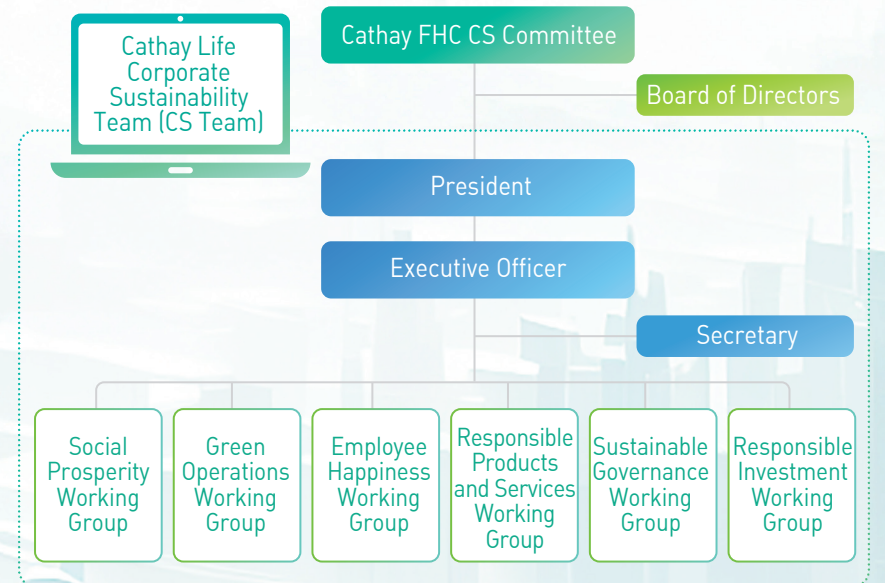 Cathay Life
Corporate
Sustainability
Team (CS Team)
Cathay FHC CS Committee
Board of Directors
President
Executive Officer
Secretary
Social
Prosperity
Working
Group
Green
Operations
Working
Group
Employee
Happiness
Working
Group
Responsible
Products
and Services
Working
Group
Sustainable
Governance
Working
Group
Responsible
Investment
Working
Group